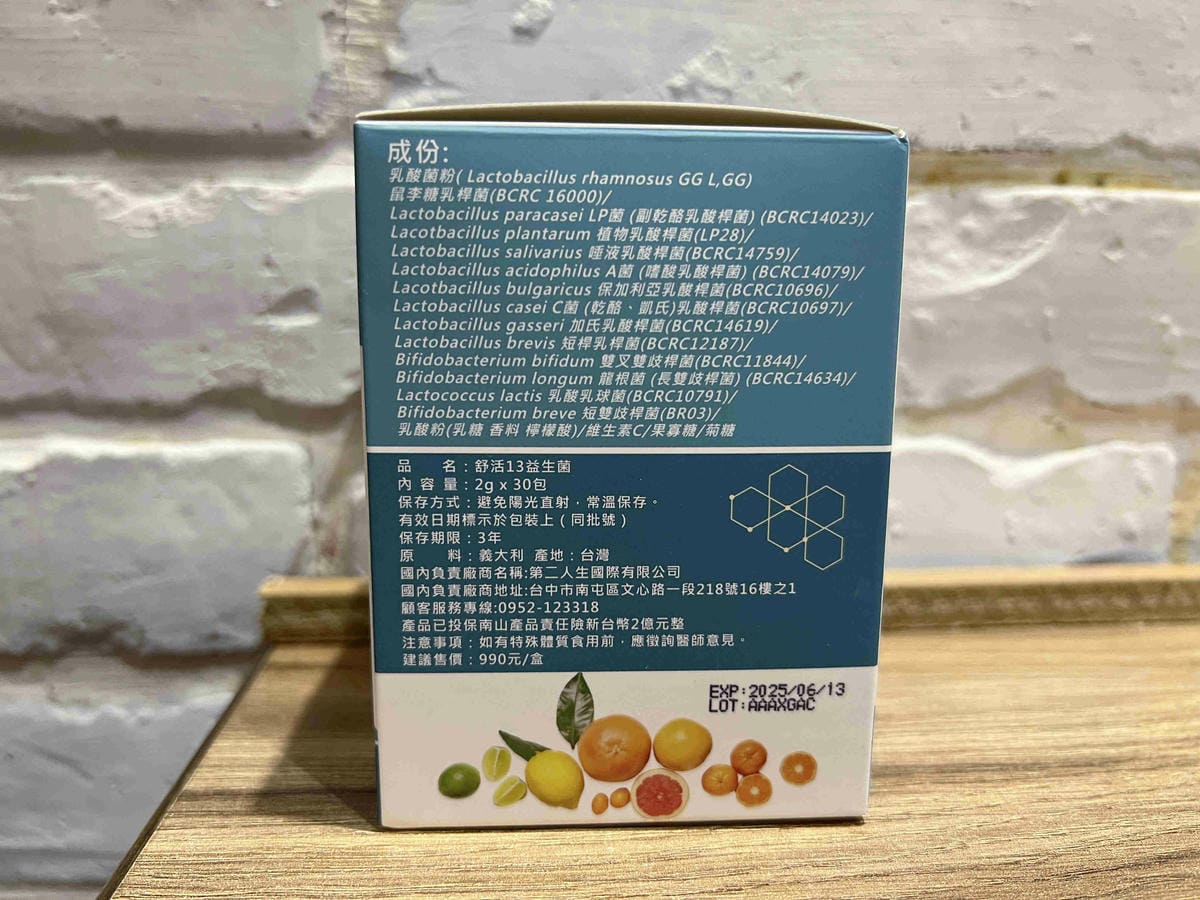 成份:
乳酸菌粉( Lactobacillus rhamnosus GG L,GG)
鼠李糖乳桿菌(BCRC 16000)/
Lactobacillus paracasei LP菌 (副乾酪乳酸桿菌) (BCRC14023)/
Lacotbacillus plantarum 植物乳酸桿菌(LP28)/
Lactobacillus salivarius 唾液乳酸桿菌(BCRC14759)/
Lactobacillus acidophilus A菌 (嗜酸乳酸桿菌) (BCRC14079)/
Lacotbacillus bulgaricus 保加利亞乳酸桿菌(BCRC10696)/
Lactobacillus casei C菌 (乾酪、凱氏)乳酸桿菌(BCRC10697)/
Lactobacillus gasseri 加氏乳酸桿菌(BCRC14619)/
Lactobacillus brevis 短桿乳桿菌(BCRC12187)/
Bifidobacterium bifidum 雙叉雙歧桿菌(BCRC11844)/
Bifidobacterium longum 龍根菌 (長雙歧桿菌) (BCRC14634)/
Lactococcus lactis 乳酸乳球菌(BCRC10791)/
Bifidobacterium breve 短雙歧桿菌(BR03)/
乳酸粉(乳糖 香料 檸檬酸)/維生素C/果寡糖/菊糖
品 名：舒活13益生菌
內 容 量：2g x 30包
保存方式：避免陽光直射，常溫保存。
有效日期標示於包裝上（同批號）
保存期限：3年
原 料：義大利 產地：台灣
國內負責廠商名稱:第二人生國際有限公司
國內負責廠商地址:台中市南屯區文心路一段218號16樓之1
顧客服務專線:0952-123318
產品已投保南山產品責任險新台幣2億元整
注意事項：如有特殊體質食用前，應徵詢醫師意見。
建議售價：990元/盒
EXP:2025/06/13
LOT:AAAXGAC